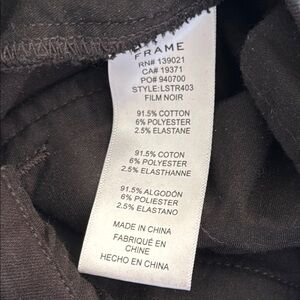 FRAME
RN# 139021
CA# 19371
PO# 940700
STYLE: LSTR403
FILM NOIR
91.5% COTTON
6% POLYESTER
2.5% ELASTANE
91.5% COTON
6% POLYESTER
2.5% ELASTHANNE
91.5% ALGODÓN
6% POLIESTER
2.5% ELASTANO
MADE IN CHINA
FABRIQUÉ EN
CHINE
HECHO EN CHINA